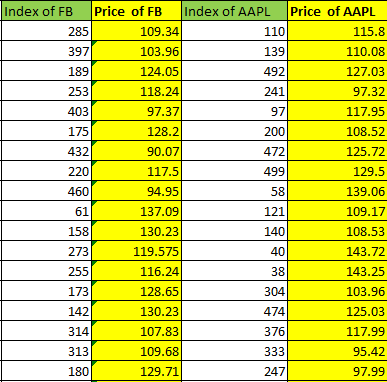 Index of FB Price of FB Index of AAPL Price of AAPL
285 109.34 110 115.8
397 103.96 139 110.08
189 124.05 492 127.03
253 118.24 241 97.32
403 97.37 97 117.95
175 128.2 200 108.52
432 90.07 472 125.72
220 117.5 499 129.5
460 94.95 58 139.06
61 137.09 121 109.17
158 130.23 140 108.53
273 119.575 40 143.72
255 116.24 38 143.25
173 128.65 304 103.96
142 130.23 474 125.03
314 107.83 376 117.99
313 109.68 333 95.42
180 129.71 247 97.99